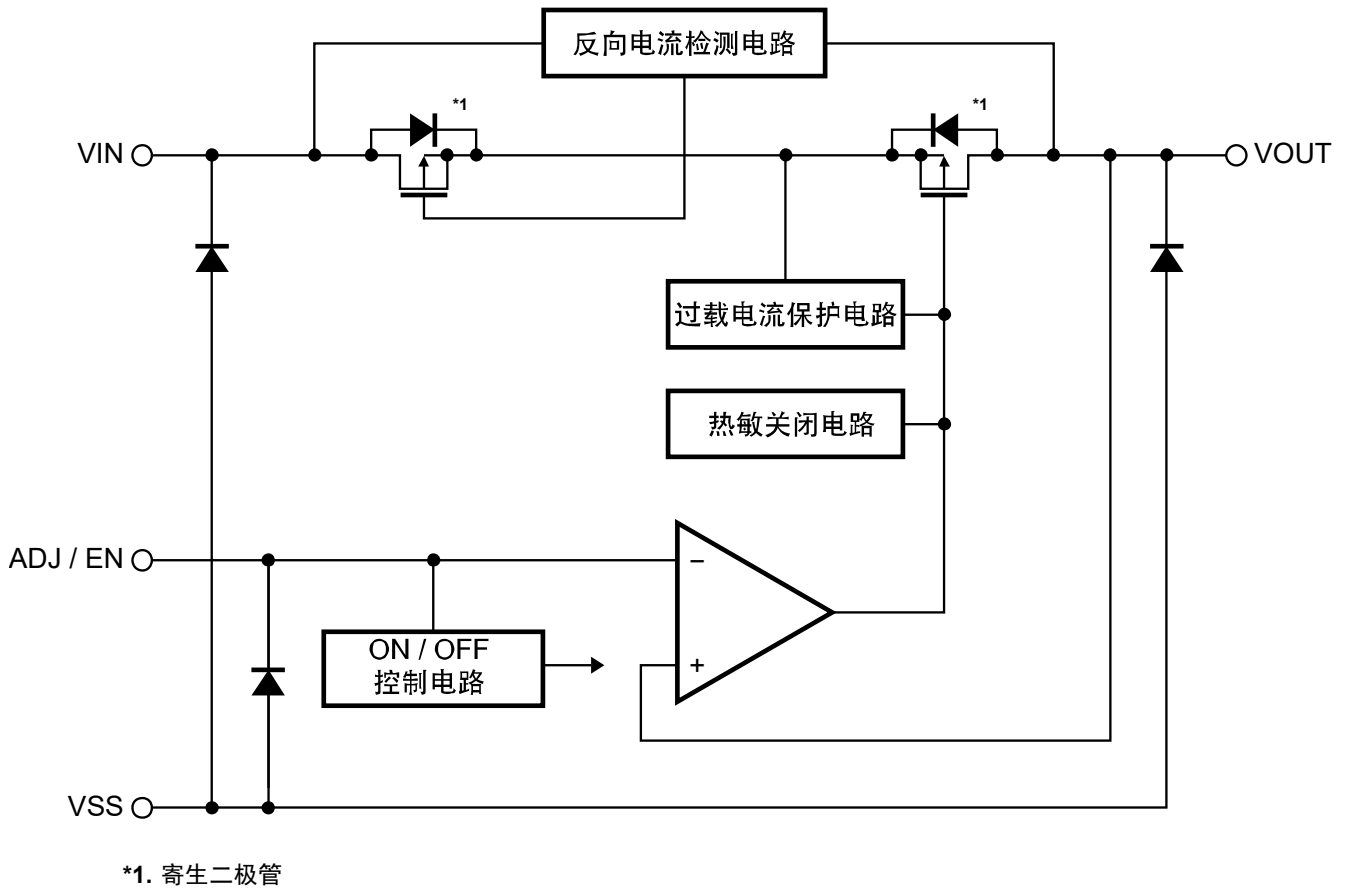 反向电流检测电路
*1
*1
VIN
VOUT
过载电流保护电路
热敏关闭电路
ADJ / EN
−
ON / OFF
控制电路
+
VSS
*1. 寄生二极管